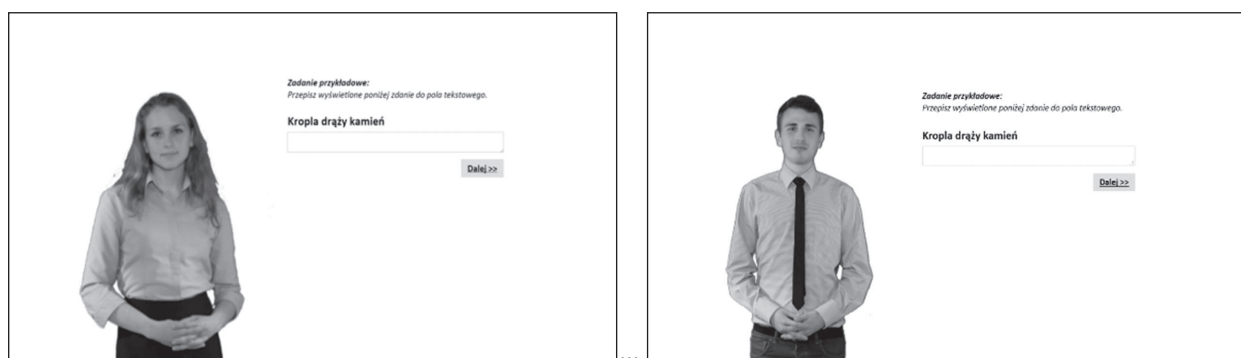 Zadanie przykładowe:
Przepisz wyświetlone poniżej zdanie do pola tekstowego.
Kropla drąży kamień
Dalej >>
Zadanie przykładowe:
Przepisz wyświetlone poniżej zdanie do pola tekstowego.
Kropla drąży kamień
Dalej >>